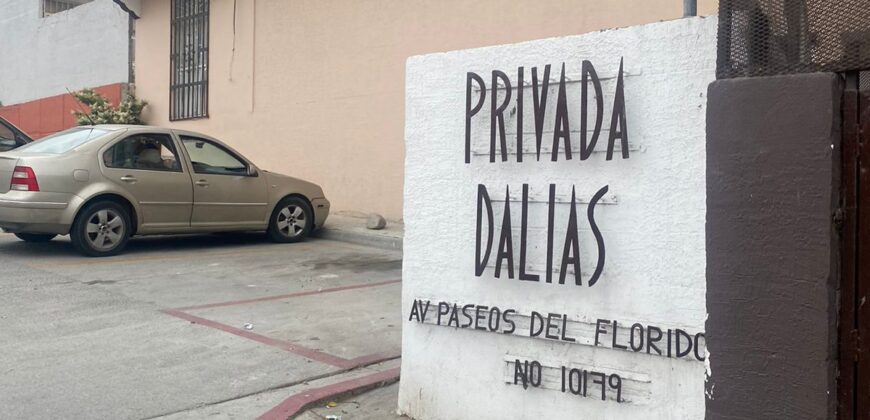 PRIVADA
DALIAS
AV PASEOS DEL FLORIDO
NO 10179